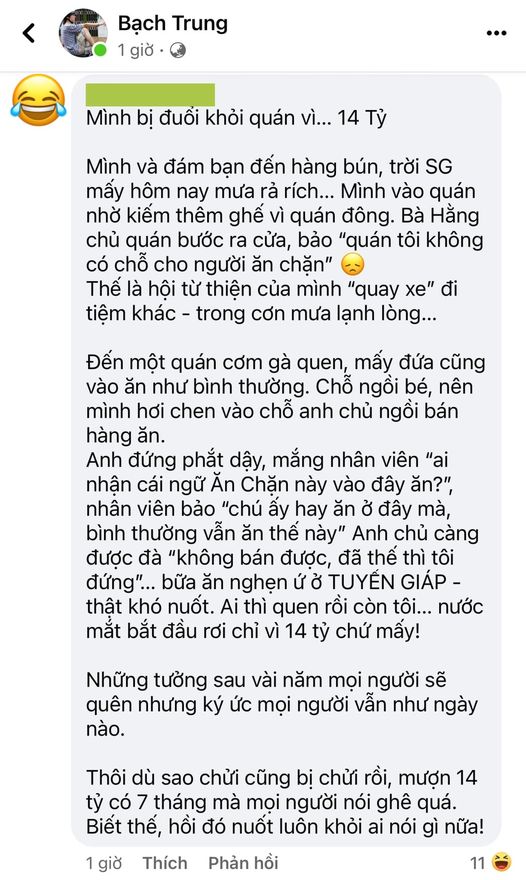 Bạch Trung
1 giờ ·
Mình bị đuổi khỏi quán vì... 14 Tỷ
Mình và đám bạn đến hàng bún, trời SG
mấy hôm nay mưa rả rích... Mình vào quán
nhờ kiếm thêm ghế vì quán đông. Bà Hằng
chủ quán bước ra cửa, bảo “quán tôi không
có chỗ cho người ăn chặn” 😞
Thế là hội từ thiện của mình “quay xe” đi
tiệm khác - trong cơn mưa lạnh lòng...
Đến một quán cơm gà quen, mấy đứa cũng
vào ăn như bình thường. Chỗ ngồi bé, nên
mình hơi chen vào chỗ anh chủ ngồi bán
hàng ăn.
Anh đứng phắt dậy, mắng nhân viên “ai
nhận cái ngữ Ăn Chặn này vào đây ăn?”,
nhân viên bảo “chú ấy hay ăn ở đây mà,
bình thường vẫn ăn thế này” Anh chủ càng
được đà “không bán được, đã thế thì tôi
đứng”... bữa ăn nghẹn ứ ở TUYẾN GIÁP -
thật khó nuốt. Ai thì quen rồi còn tôi... nước
mắt bắt đầu rơi chỉ vì 14 tỷ chứ mấy!
Những tưởng sau vài năm mọi người sẽ
quên nhưng ký ức mọi người vẫn như ngày
nào.
Thôi dù sao chửi cũng bị chửi rồi, mượn 14
tỷ có 7 tháng mà mọi người nói ghê quá.
Biết thế, hồi đó nuốt luôn khỏi ai nói gì nữa!
1 giờ Thích Phản hồi 11